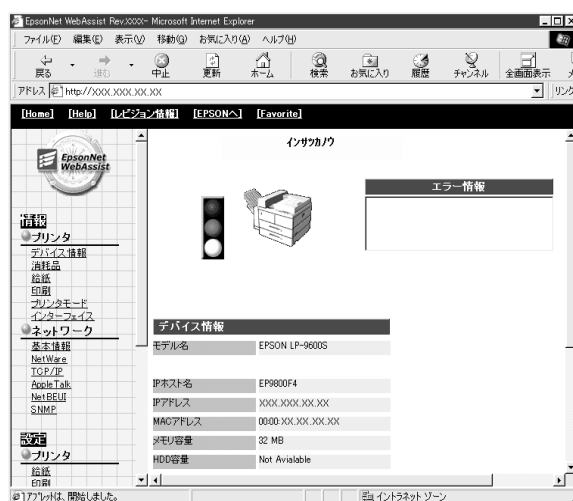 EpsonNet WebAssist Rev.XXXX- Microsoft Internet Explorer
ファイル(F) 編集(E) 表示(V) 移動(G) お気に入り(A) ヘルプ(H)
戻る 進む 中止 更新 ホーム 検索 お気に入り 履歴 チャンネル 全画面表示
アドレス http://XXX.XXX.XX.XX リンク
[Home] [Help] [レビジョン情報] [EPSONへ] [Favorite]
EpsonNet
WebAssist
インサツカノウ
エラー情報
情報
プリンタ
デバイス情報
消耗品
給紙
印刷
プリンタモード
インターフェイス
ネットワーク
基本情報
NetWare
TCP/IP
AppleTalk
NetBEUI
SNMP
設定
プリンタ
給紙
印刷
デバイス情報
モデル名 EPSON LP-9600S
IPホスト名 EP9800F4
IPアドレス XXX.XXX.XX.XX
MACアドレス 00:00:XX.XX.XX.XX
メモリ容量 32 MB
HDD容量 Not Avialable
1アプレットは、開始しました。 イントラネット ゾーン